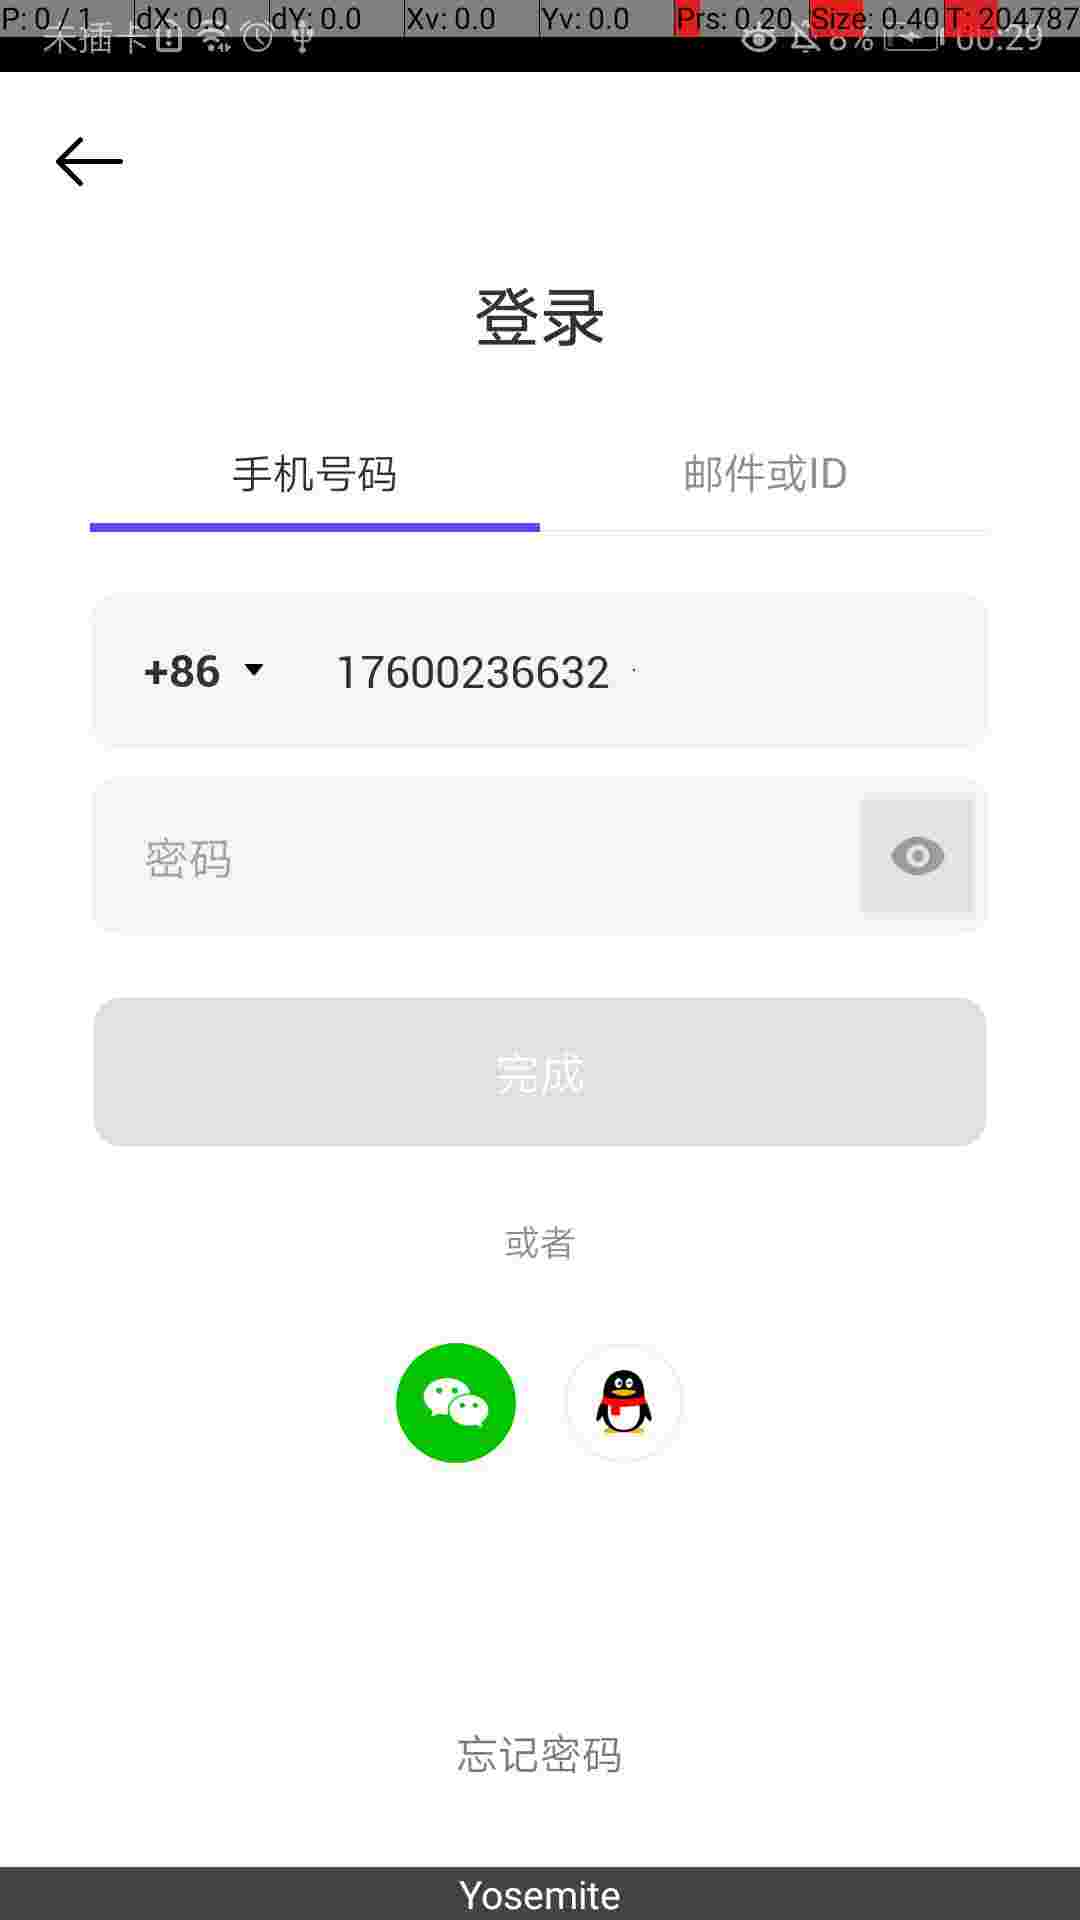 P: 0 / 1 dX: 0.0 dY: 0.0 Xv: 0.0 Yv: 0.0 Prs: 0.20 Size: 0.40 T: 204787
未插卡 8% 00:29
登录
手机号码 邮件或ID
+86 17600236632
密码
完成
或者
忘记密码
Yosemite